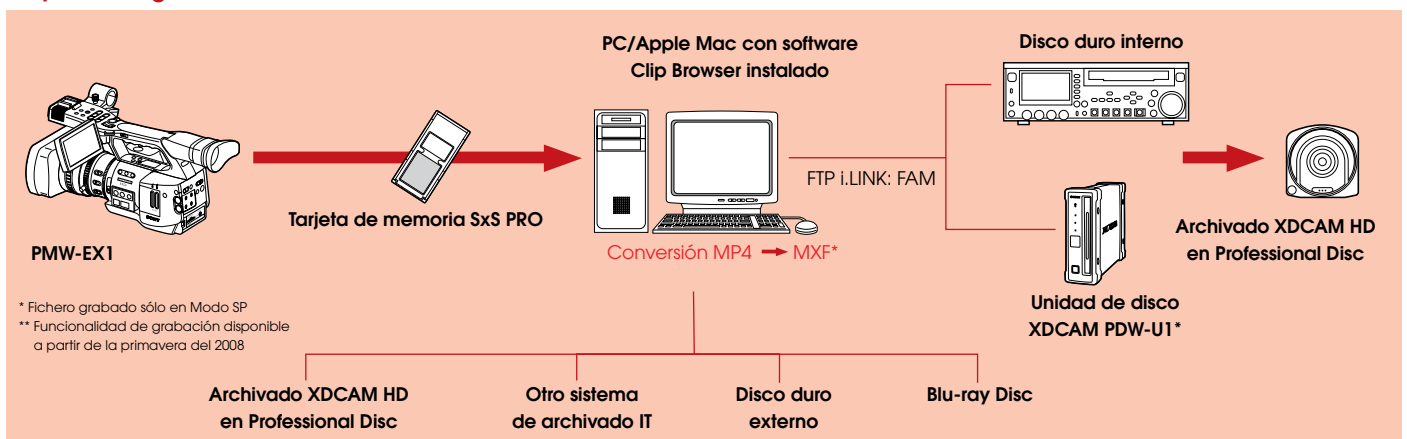 PC/Apple Mac con software
Clip Browser instalado
Disco duro interno
FTP i.LINK: FAM
Tarjeta de memoria SxS PRO
PMW-EX1
Conversión MP4 → MXF*
Archivado XDCAM HD
en Professional Disc
Unidad de disco
XDCAM PDW-U1*
* Fichero grabado sólo en Modo SP
** Funcionalidad de grabación disponible
a partir de la primavera del 2008
Archivado XDCAM HD
en Professional Disc
Otro sistema
de archivado IT
Disco duro
externo
Blu-ray Disc